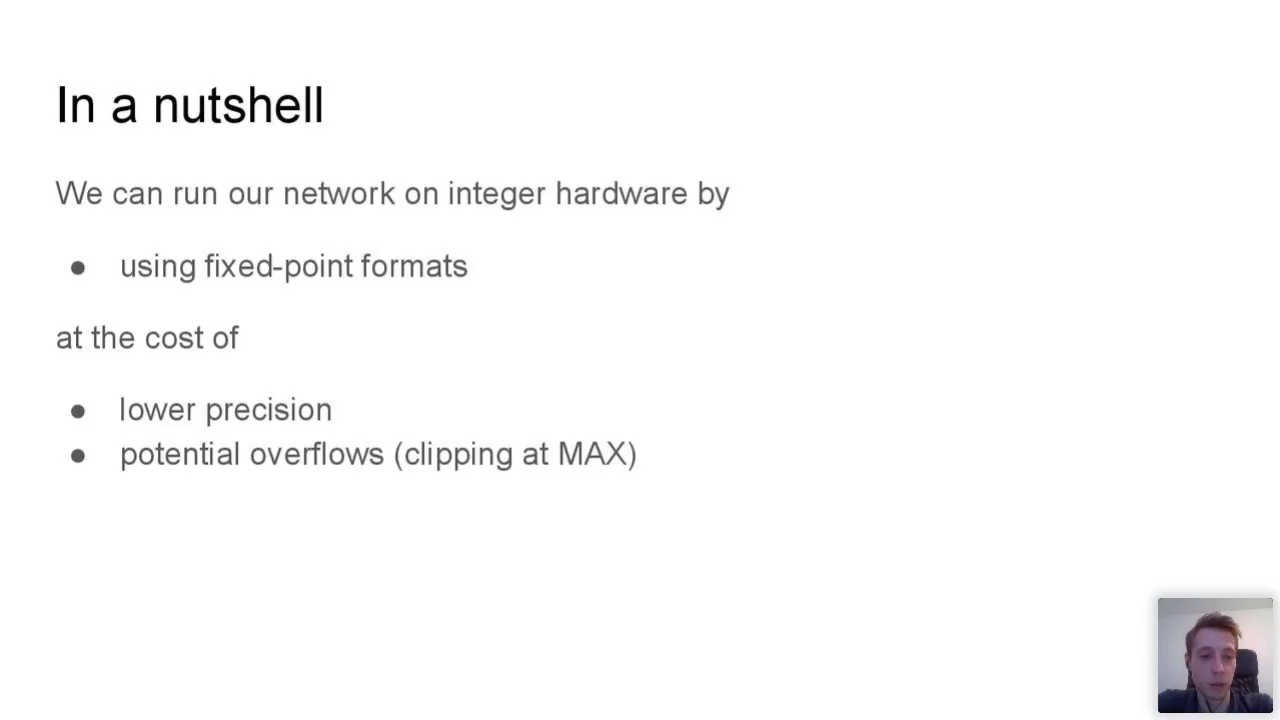 In a nutshell
We can run our network on integer hardware by
● using fixed-point formats
at the cost of
● lower precision
● potential overflows (clipping at MAX)